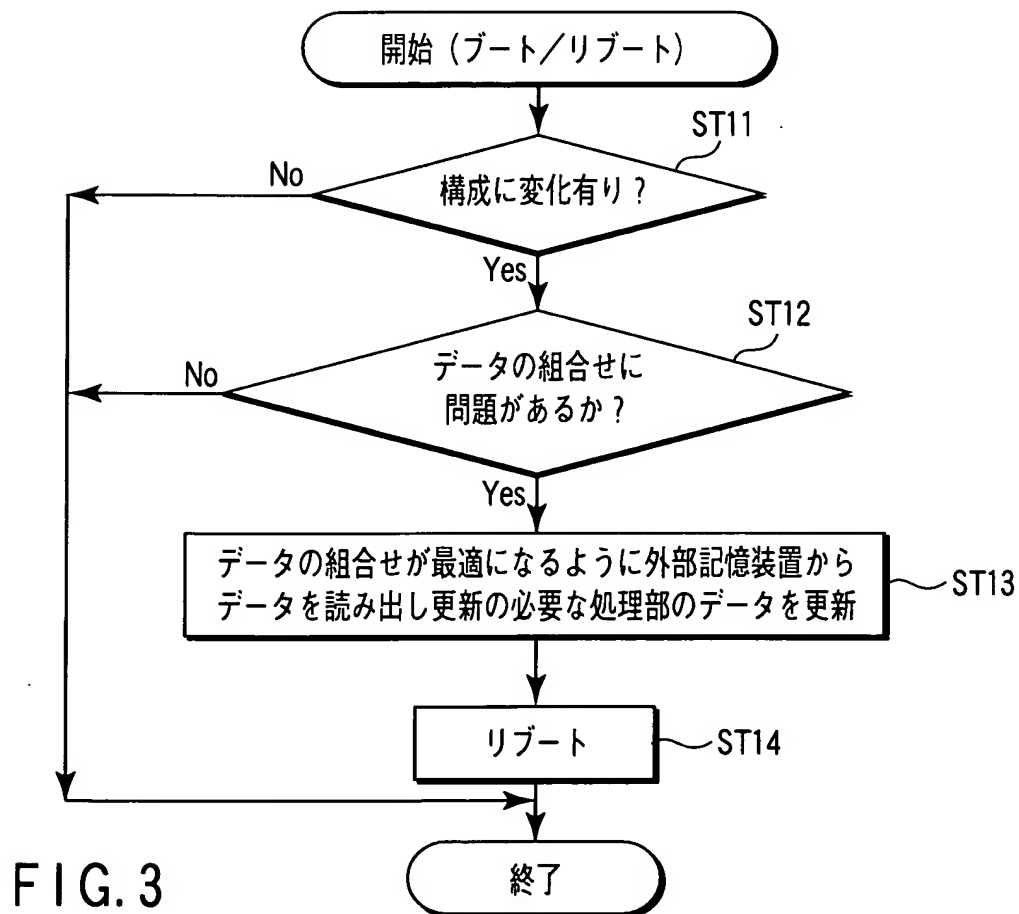 開始（ブート／リブート）
ST11
構成に変化有り？
No
Yes
ST12
データの組合せに
問題があるか？
No
Yes
データの組合せが最適になるように外部記憶装置から
データを読み出し更新の必要な処理部のデータを更新
ST13
リブート
ST14
終了
FIG.3